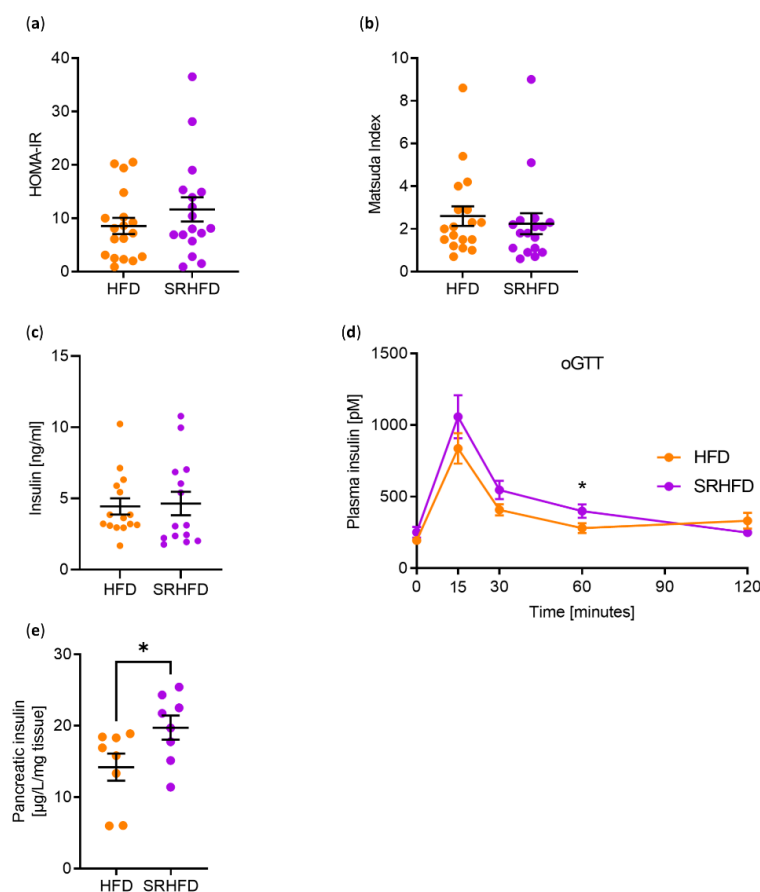 (a)
HOMA-IR
40
30
20
10
0
HFD SRHFD
(b)
Matsuda Index
10
8
6
4
2
0
HFD SRHFD
(c)
Insulin [ng/ml]
15
10
5
0
HFD SRHFD
(d)
oGTT
Plasma insulin [pM]
1500
1000
500
0
*
HFD
SRHFD
0 15 30 60 90 120
Time [minutes]
(e)
Pancreatic insulin
[µg/L/mg tissue]
30
20
10
0
*
HFD SRHFD